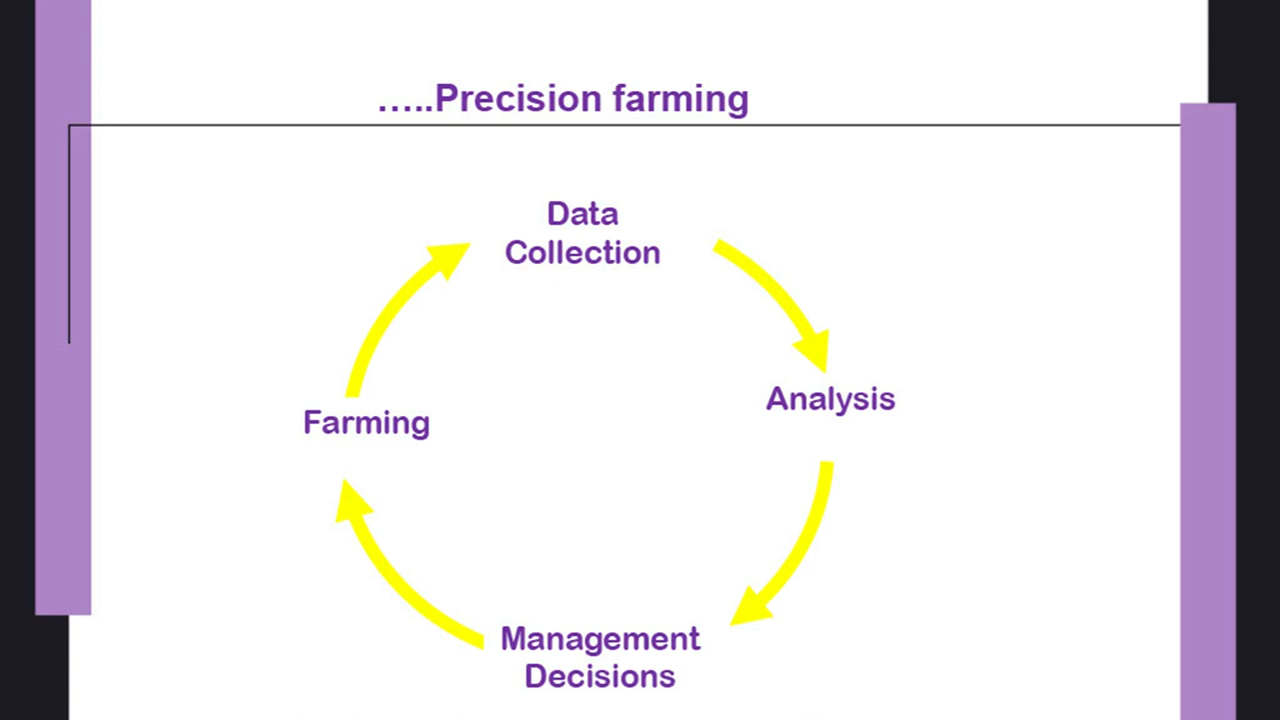 …..Precision farming
Data
Collection
Analysis
Farming
Management
Decisions